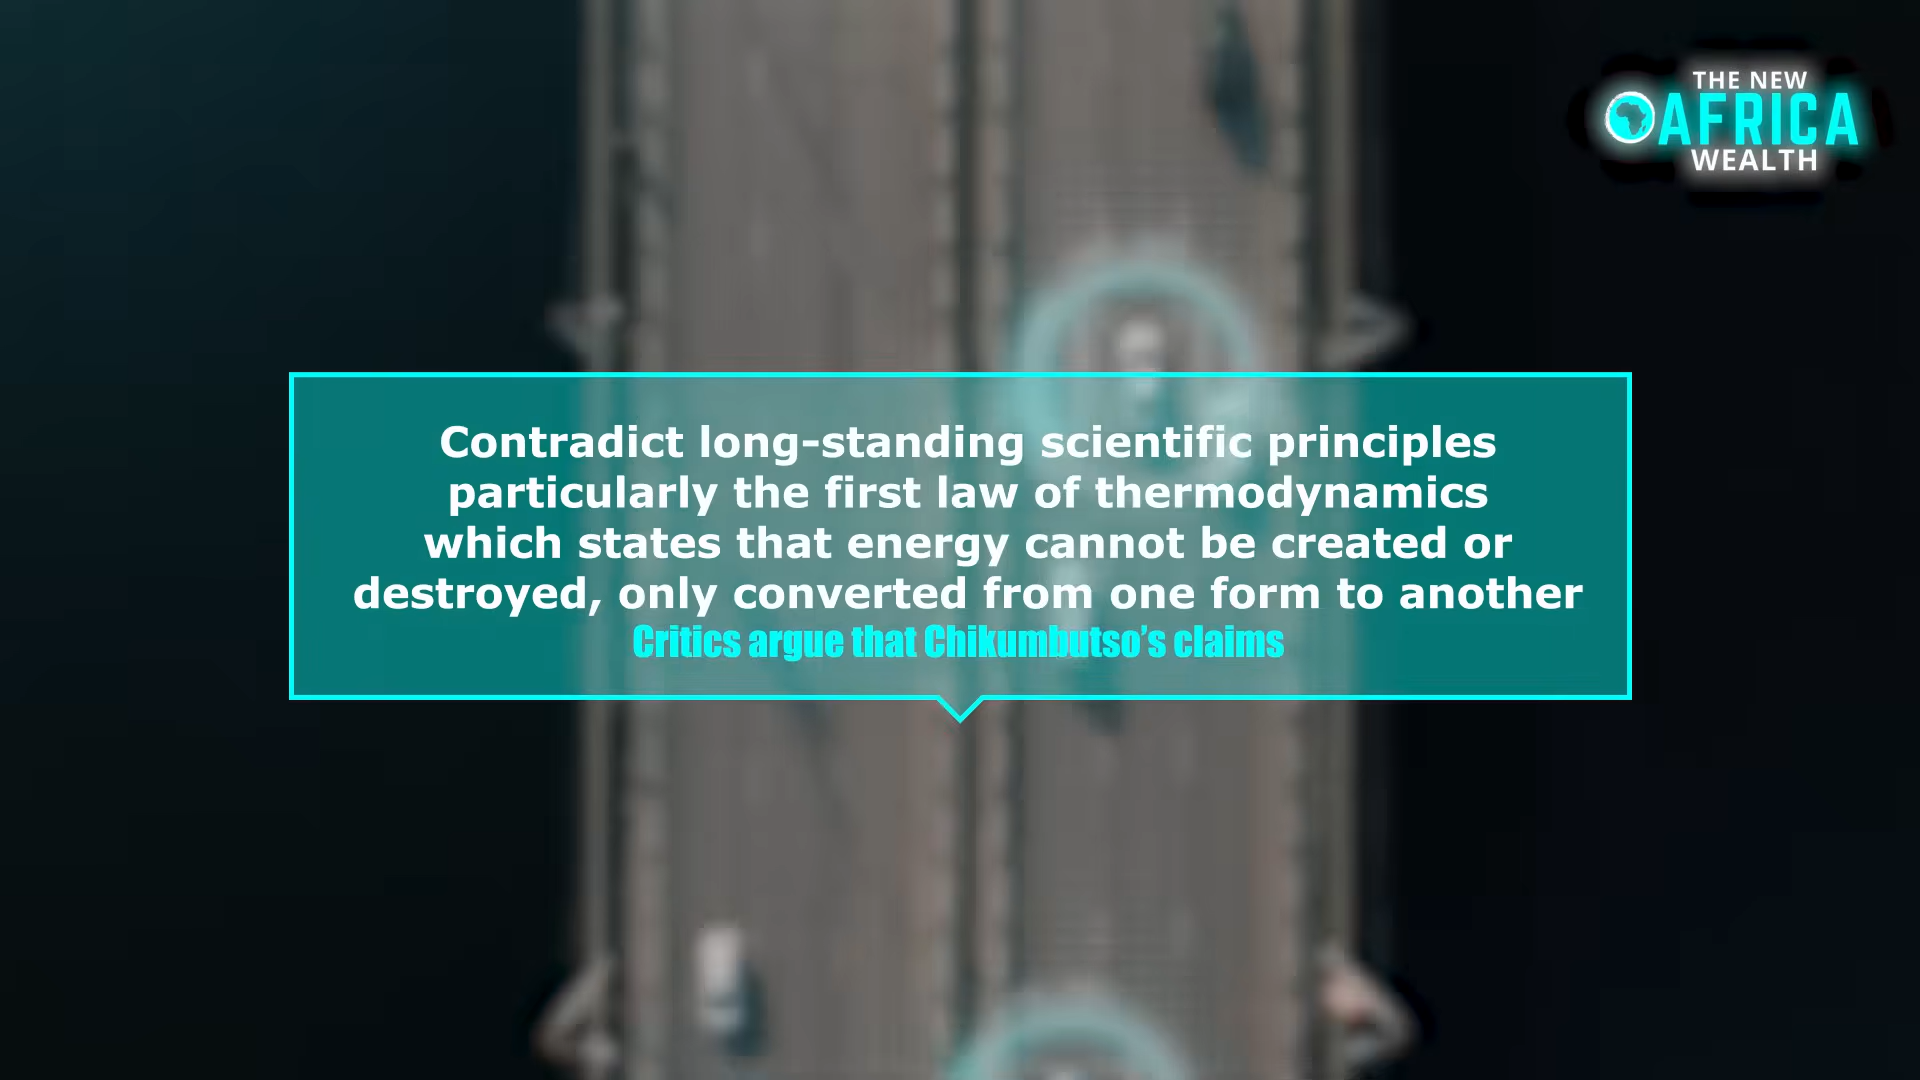 THE NEW
AFRICA
WEALTH
Contradict long-standing scientific principles
particularly the first law of thermodynamics
which states that energy cannot be created or
destroyed, only converted from one form to another
Critics argue that Chikumbutso’s claims